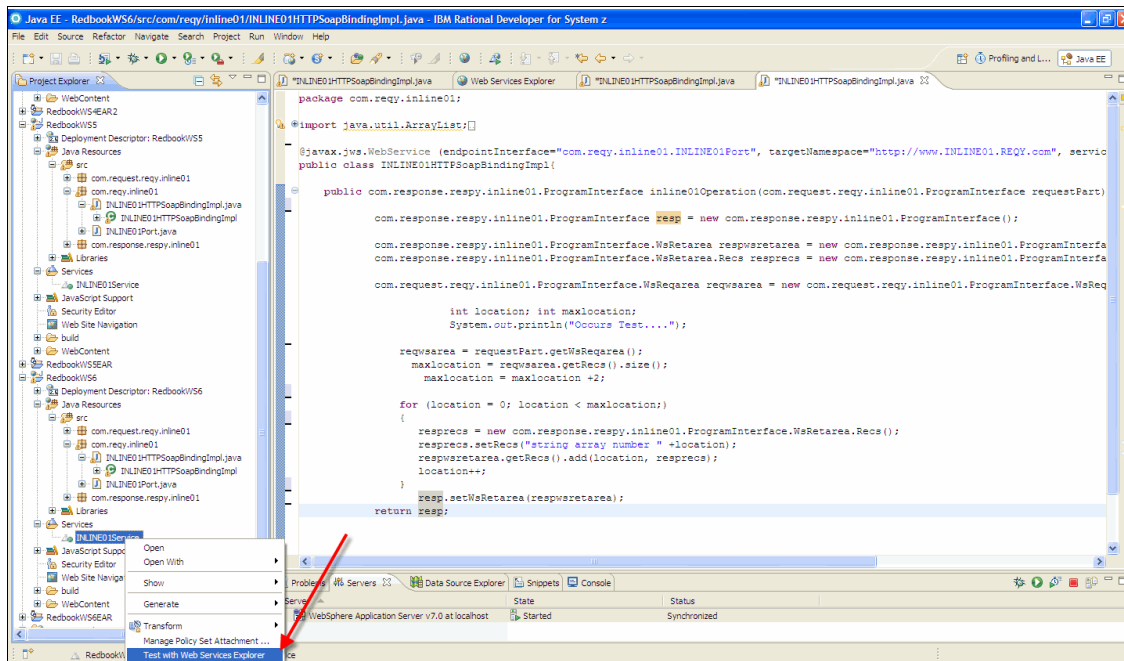 Java EE - RedbookWS6/src/com/reqy/inline01/INLINE01HTTPSoapBindingImpl.java - IBM Rational Developer for System z
File Edit Source Refactor Navigate Search Project Run Window Help
Profiling and L... Java EE
Project Explorer
*INLINE01HTTPSoapBindingImpl.java Web Services Explorer *INLINE01HTTPSoapBindingImpl.java *INLINE01HTTPSoapBindingImpl.java
WebContent
RedbookWS4EAR2
RedbookWS5
Deployment Descriptor: RedbookWS5
Java Resources
src
com.request.reqy.inline01
com.reqy.inline01
INLINE01HTTPSoapBindingImpl.java
INLINE01HTTPSoapBindingImpl
INLINE01Port.java
com.response.respy.inline01
Libraries
Services
INLINE01Service
JavaScript Support
Security Editor
Web Site Navigation
build
WebContent
RedbookWS5EAR
RedbookWS6
Deployment Descriptor: RedbookWS6
Java Resources
src
com.request.reqy.inline01
com.reqy.inline01
INLINE01HTTPSoapBindingImpl.java
INLINE01HTTPSoapBindingImpl
INLINE01Port.java
com.response.respy.inline01
Libraries
Services
INLINE01Service
JavaScript Suppo
Security Editor
Web Site Naviga
build
WebContent
RedbookWS6EAR
package com.reqy.inline01;
import java.util.ArrayList;
@javax.jws.WebService (endpointInterface="com.reqy.inline01.INLINE01Port", targetNamespace="http://www.INLINE01.REQY.com", servic
public class INLINE01HTTPSoapBindingImpl{
public com.response.respy.inline01.ProgramInterface inline01Operation(com.request.reqy.inline01.ProgramInterface requestPart)
com.response.respy.inline01.ProgramInterface resp = new com.response.respy.inline01.ProgramInterface();
com.response.respy.inline01.ProgramInterface.WsRetarea respwsretarea = new com.response.respy.inline01.ProgramInterfa
com.response.respy.inline01.ProgramInterface.WsRetarea.Recs resprecs = new com.response.respy.inline01.ProgramInterfa
com.request.reqy.inline01.ProgramInterface.WsReqarea reqwsarea = new com.request.reqy.inline01.ProgramInterface.WsReq
int location; int maxlocation;
System.out.println("Occurs Test....");
reqwsarea = requestPart.getWsReqarea();
maxlocation = reqwsarea.getRecs().size();
maxlocation = maxlocation +2;
for (location = 0; location < maxlocation;)
{
resprecs = new com.response.respy.inline01.ProgramInterface.WsRetarea.Recs();
resprecs.setRecs("string array number " +location);
respwsretarea.getRecs().add(location, resprecs);
location++;
}
resp.setWsRetarea(respwsretarea);
return resp;
Open
Open With
Show
Generate
Transform
Manage Policy Set Attachment ...
Test with Web Services Explorer
Problems Servers Data Source Explorer Snippets Console
Server State Status
WebSphere Application Server v7.0 at localhost Started Synchronized